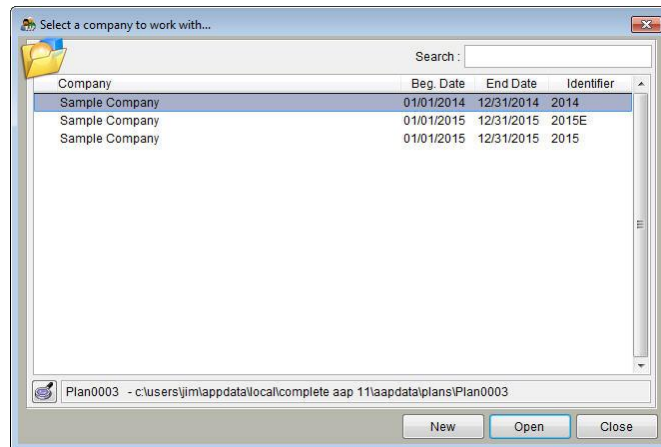 Select a company to work with...
Search :
Company Beg. Date End Date Identifier
Sample Company 01/01/2014 12/31/2014 2014
Sample Company 01/01/2015 12/31/2015 2015E
Sample Company 01/01/2015 12/31/2015 2015
Plan0003 - c:\users\jim\appdata\local\complete aap 11\aapdata\plans\Plan0003
New Open Close